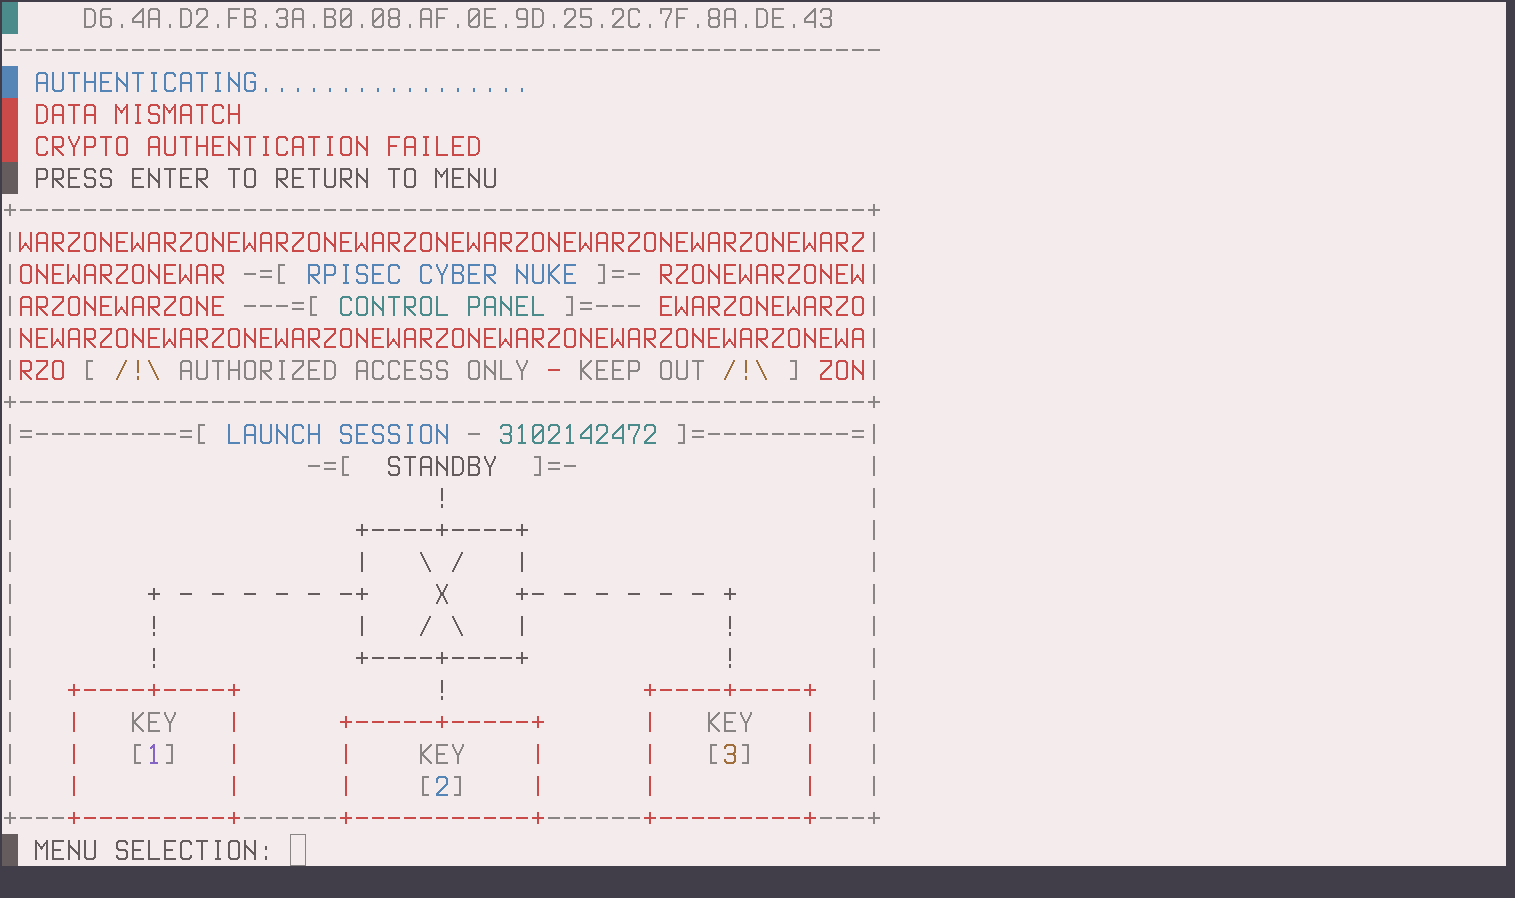 D6.4A.D2.FB.3A.B0.08.AF.0E.9D.25.2C.7F.8A.DE.43
-------------------------------------------------------
AUTHENTICATING.................
DATA MISMATCH
CRYPTO AUTHENTICATION FAILED
PRESS ENTER TO RETURN TO MENU
+-----------------------------------------------------+
|WARZONEWARZONEWARZONEWARZONEWARZONEWARZONEWARZONEWARZ|
|ONEWARZONEWAR -=[ RPISEC CYBER NUKE ]=- RZONEWARZONEW|
|ARZONEWARZONE ---=[ CONTROL PANEL ]=--- EWARZONEWARZO|
|NEWARZONEWARZONEWARZONEWARZONEWARZONEWARZONEWARZONEWA|
|RZO [ /!\ AUTHORIZED ACCESS ONLY - KEEP OUT /!\ ] ZON|
+-----------------------------------------------------+
|=---------=[ LAUNCH SESSION - 3102142472 ]=---------=|
|                  -=[  STANDBY  ]=-                  |
|                          !                          |
|                     +----+----+                     |
|                     |   \ /   |                     |
|        + - - - - - -+    X    +- - - - - - +        |
|        !            |   / \   |            !        |
|        !            +----+----+            !        |
|   +----+----+            !            +----+----+   |
|   |   KEY   |      +-----+-----+      |   KEY   |   |
|   |   [1]   |      |    KEY    |      |   [3]   |   |
|   |         |      |    [2]    |      |         |   |
+---+---------+------+-----------+------+---------+---+
MENU SELECTION: